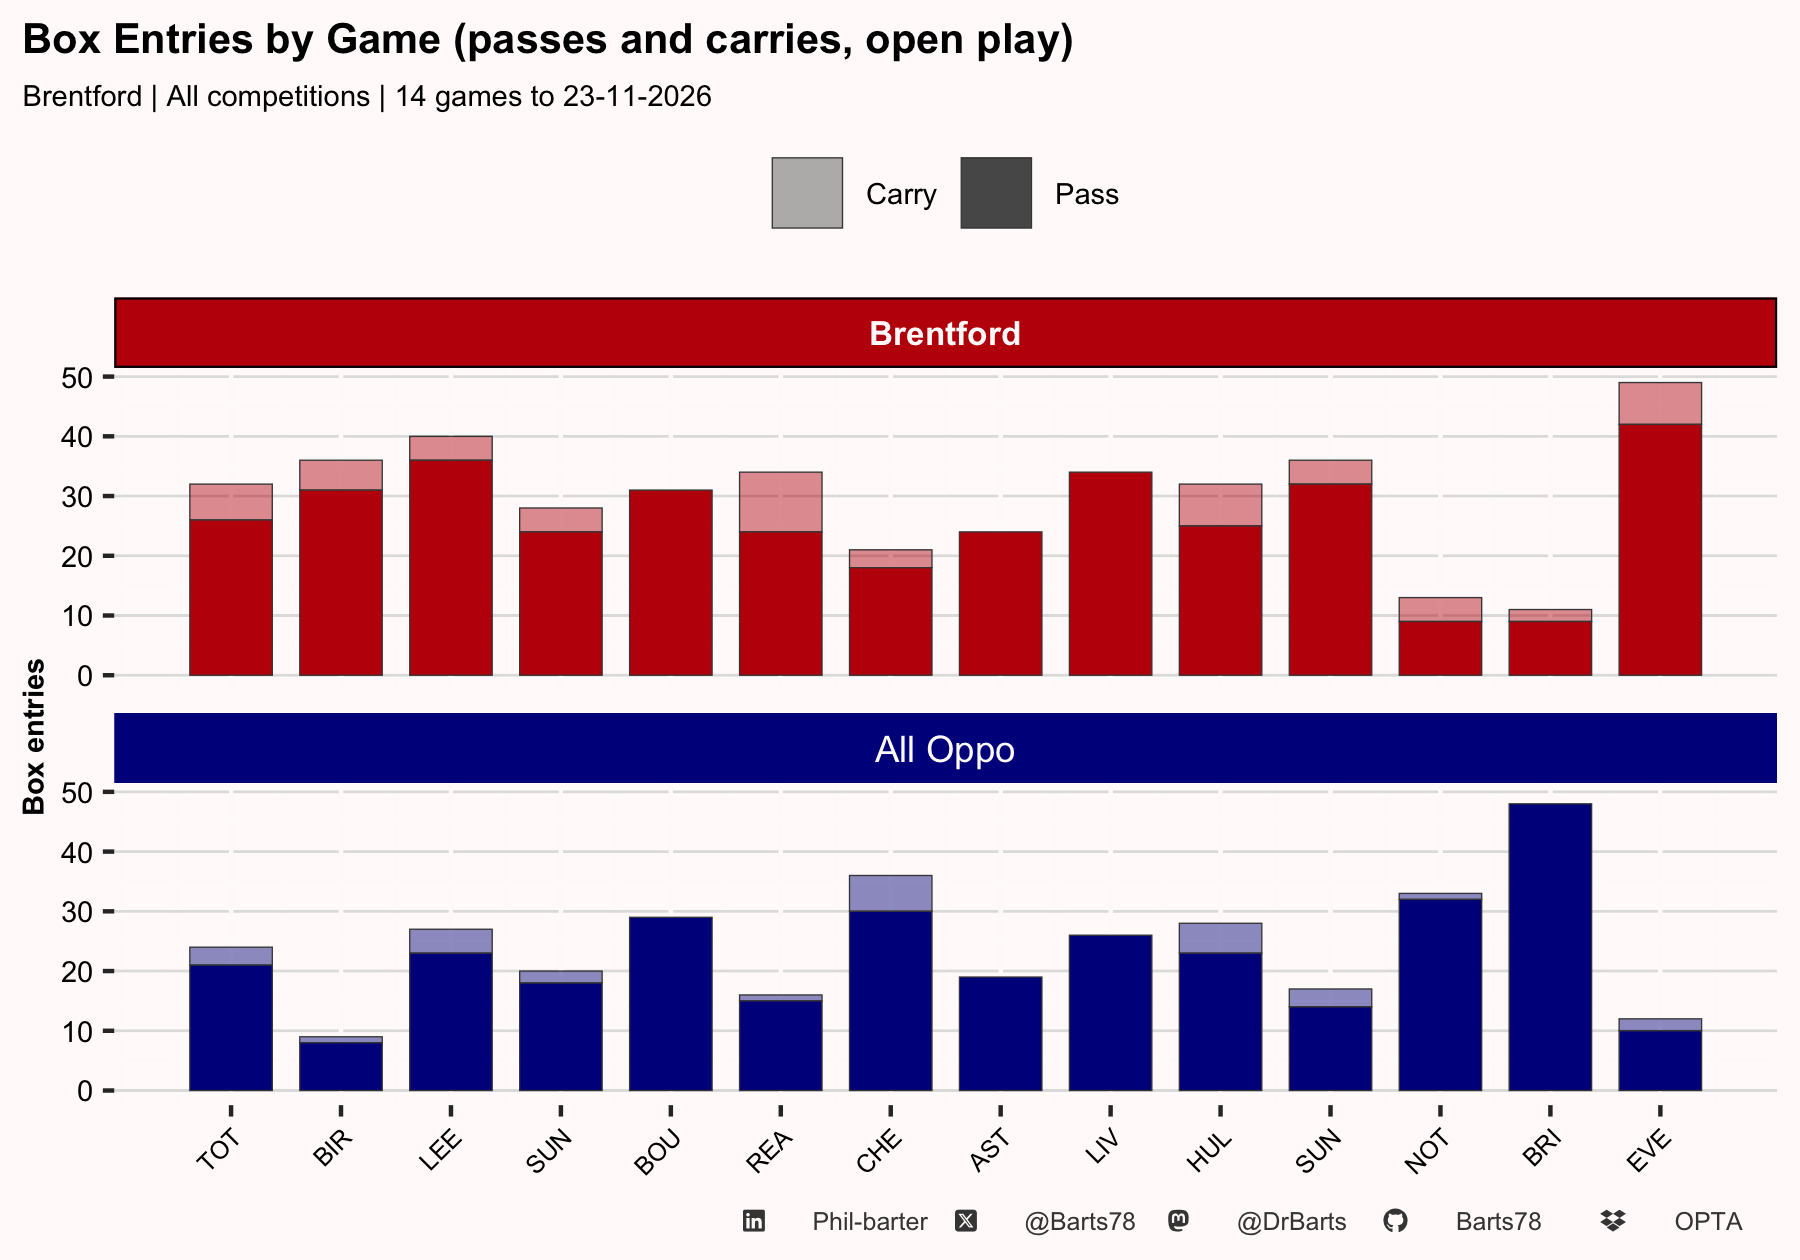 Box Entries by Game (passes and carries, open play)
Brentford | All competitions | 14 games to 23-11-2026
Carry Pass
Brentford
50
40
30
20
10
0
Box entries
All Oppo
50
40
30
20
10
0
TOT BIR LEE SUN BOU REA CHE AST LIV HUL SUN NOT BRI EVE
Phil-barter @Barts78 @DrBarts Barts78 OPTA